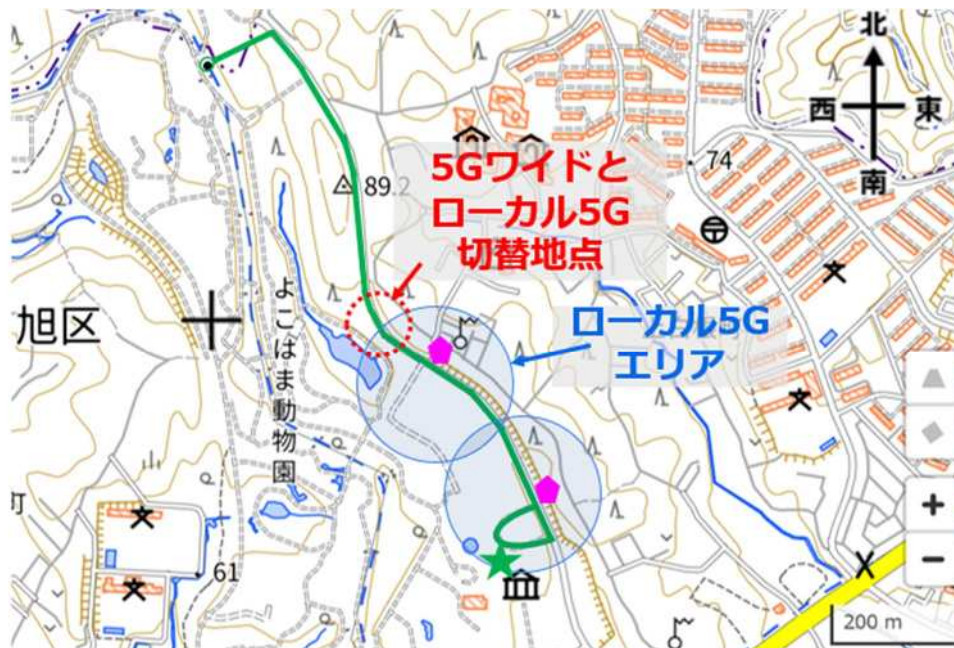 北
西
東
南
74
5Gワイドと
ローカル5G
切替地点
89.2
ローカル5G
エリア
旭区
よこはま動物園
町
61
+
−
200 m